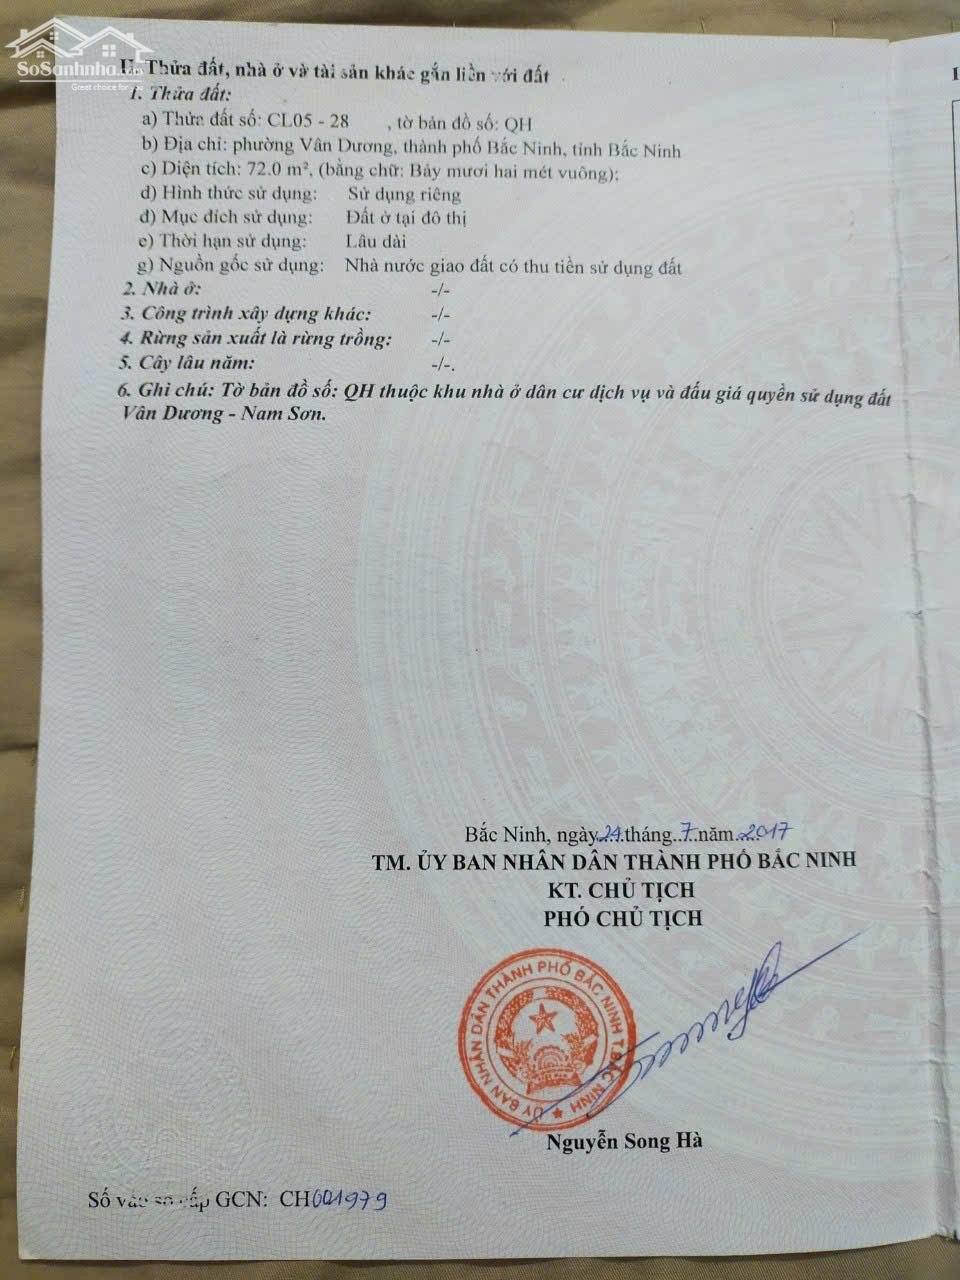 SoSanhnha.com
Great choice for you
II. Thửa đất, nhà ở và tài sản khác gắn liền với đất
1. Thửa đất:
a) Thửa đất số: CL05 - 28 , tờ bản đồ số: QH
b) Địa chỉ: phường Vân Dương, thành phố Bắc Ninh, tỉnh Bắc Ninh
c) Diện tích: 72.0 m², (bằng chữ: Bảy mươi hai mét vuông);
d) Hình thức sử dụng: Sử dụng riêng
đ) Mục đích sử dụng: Đất ở tại đô thị
e) Thời hạn sử dụng: Lâu dài
g) Nguồn gốc sử dụng: Nhà nước giao đất có thu tiền sử dụng đất
2. Nhà ở: -/-
3. Công trình xây dựng khác: -/-
4. Rừng sản xuất là rừng trồng: -/-
5. Cây lâu năm: -/-.
6. Ghi chú: Tờ bản đồ số: QH thuộc khu nhà ở dân cư dịch vụ và đấu giá quyền sử dụng đất
Vân Dương - Nam Sơn.
Bắc Ninh, ngày 24 tháng 7 năm 2017
TM. ỦY BAN NHÂN DÂN THÀNH PHỐ BẮC NINH
KT. CHỦ TỊCH
PHÓ CHỦ TỊCH
ỦY BAN NHÂN DÂN THÀNH PHỐ BẮC NINH T.BẮC NINH
Nguyễn Song Hà
Số vào sổ cấp GCN: CH001979